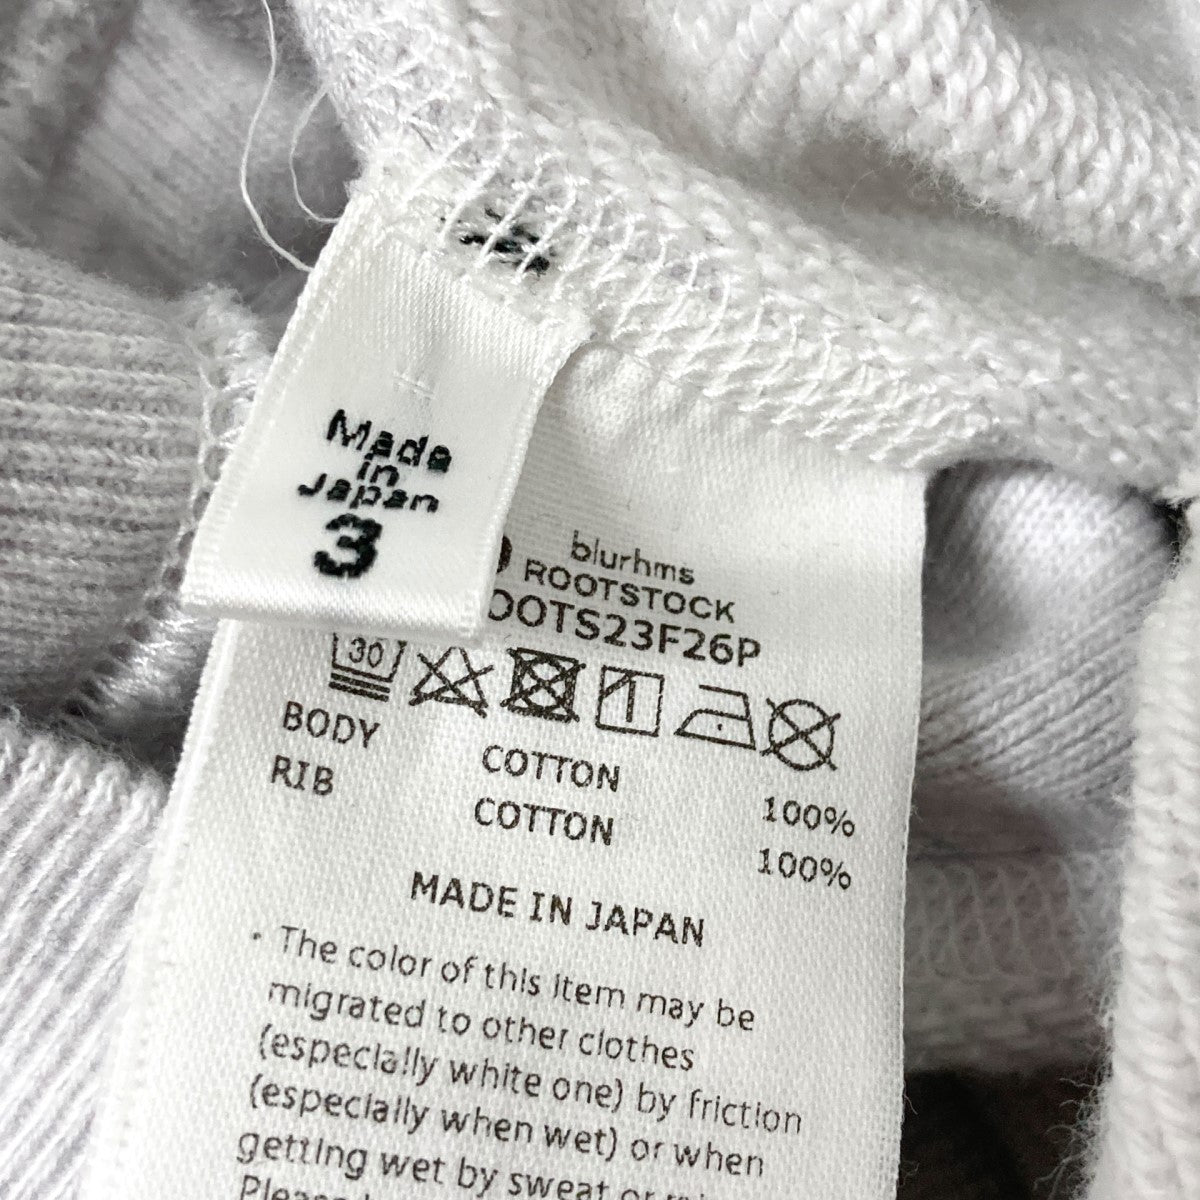 Made
in
Japan
3
blurhms
ROOTSTOCK
OOTS23F26P
30
BODY COTTON 100%
RIB COTTON 100%
MADE IN JAPAN
· The color of this item may be
migrated to other clothes
(especially white one) by friction
(especially when wet) or when
getting wet by sweat or